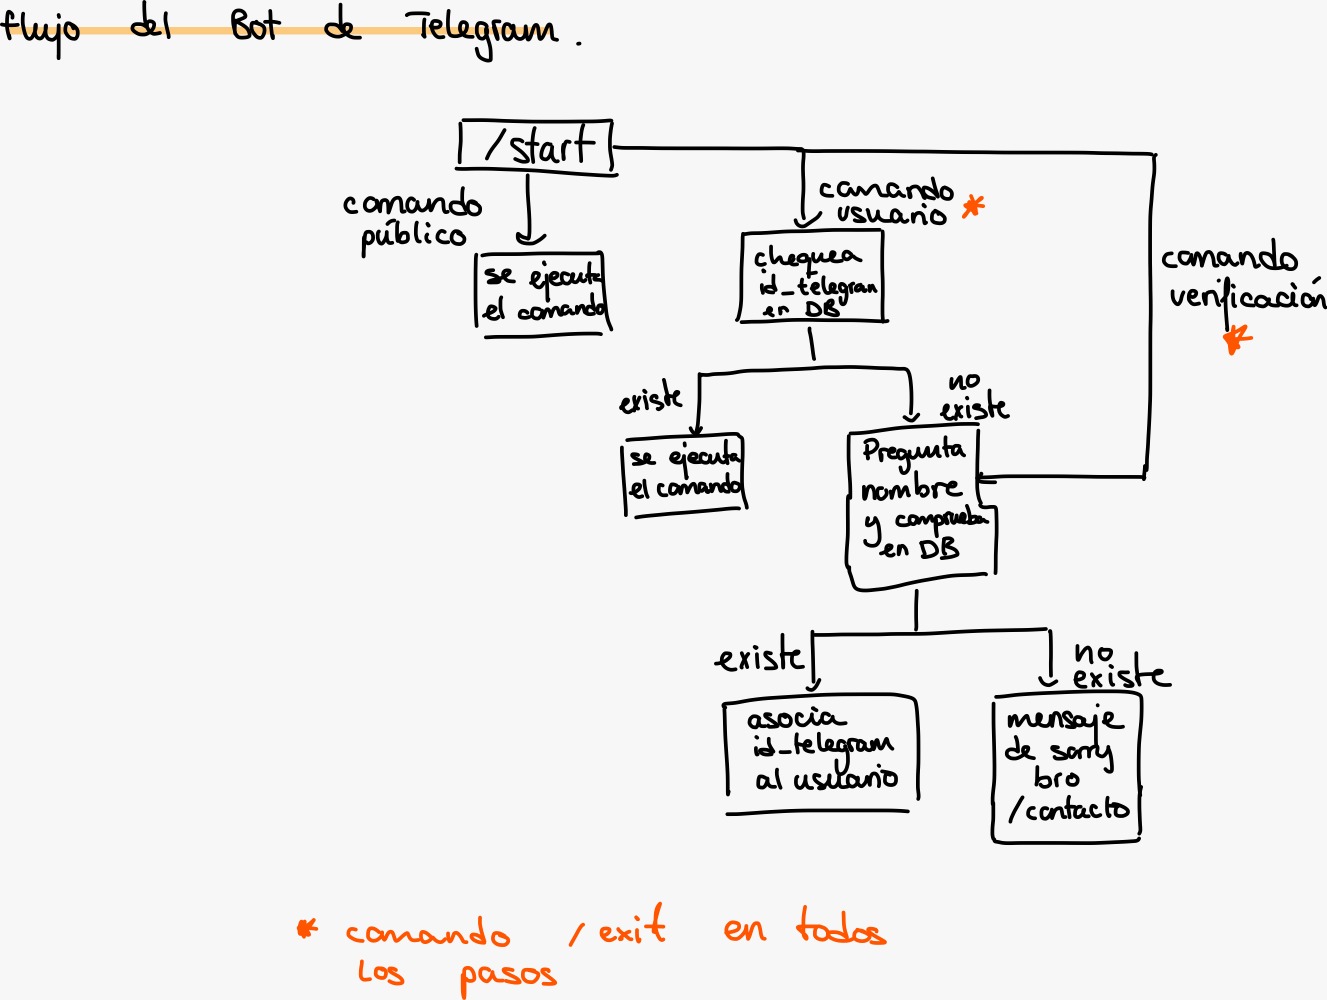 flujo del Bot de Telegram.
/start
comando
público
se ejecuta
el comando
comando
usuario *
chequea
id_telegram
en DB
comando
verificación
*
existe
se ejecuta
el comando
no
existe
Pregunta
nombre
y comprueba
en DB
existe
asocia
id_telegram
al usuario
no
existe
mensaje
de sorry
bro
/contacto
* comando /exit en todos
los pasos